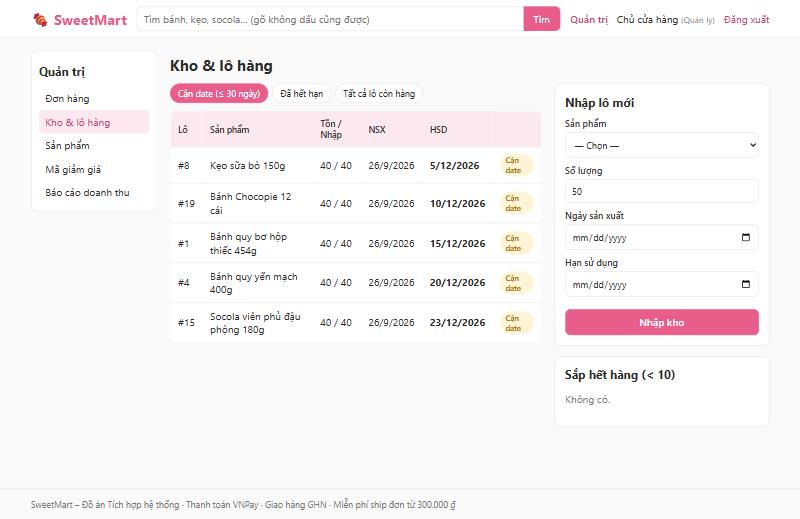 SweetMart
Tìm bánh, kẹo, socola... (gõ không dấu cũng được)
Tìm
Quản trị
Chủ cửa hàng (Quản lý)
Đăng xuất
Quản trị
Đơn hàng
Kho & lô hàng
Sản phẩm
Mã giảm giá
Báo cáo doanh thu
Kho & lô hàng
Cận date (≤ 30 ngày)
Đã hết hạn
Tất cả lô còn hàng
Lô Sản phẩm Tồn / Nhập NSX HSD
#8 Kẹo sữa bò 150g 40 / 40 26/9/2026 5/12/2026 Cận date
#19 Bánh Chocopie 12 cái 40 / 40 26/9/2026 10/12/2026 Cận date
#1 Bánh quy bơ hộp thiếc 454g 40 / 40 26/9/2026 15/12/2026 Cận date
#4 Bánh quy yến mạch 400g 40 / 40 26/9/2026 20/12/2026 Cận date
#15 Socola viên phủ đậu phộng 180g 40 / 40 26/9/2026 23/12/2026 Cận date
Nhập lô mới
Sản phẩm
— Chọn —
Số lượng
50
Ngày sản xuất
mm/dd/yyyy
Hạn sử dụng
mm/dd/yyyy
Nhập kho
Sắp hết hàng (< 10)
Không có.
SweetMart – Đồ án Tích hợp hệ thống · Thanh toán VNPay · Giao hàng GHN · Miễn phí ship đơn từ 300.000 ₫